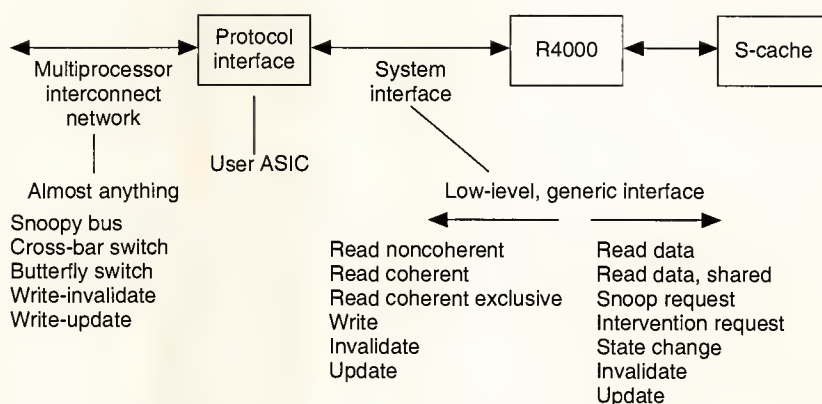 Protocol
interface
R4000
S-cache
Multiprocessor
interconnect
network
System
interface
User ASIC
Almost anything
Snoopy bus
Cross-bar switch
Butterfly switch
Write-invalidate
Write-update
Low-level, generic interface
Read noncoherent
Read coherent
Read coherent exclusive
Write
Invalidate
Update
Read data
Read data, shared
Snoop request
Intervention request
State change
Invalidate
Update